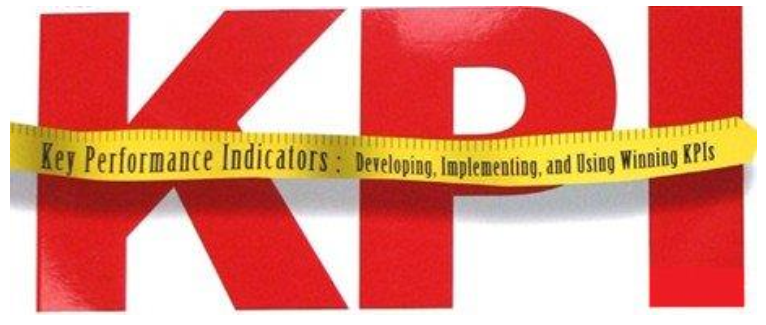 KPI
Key Performance Indicators : Developing, Implementing, and Using Winning KPIs